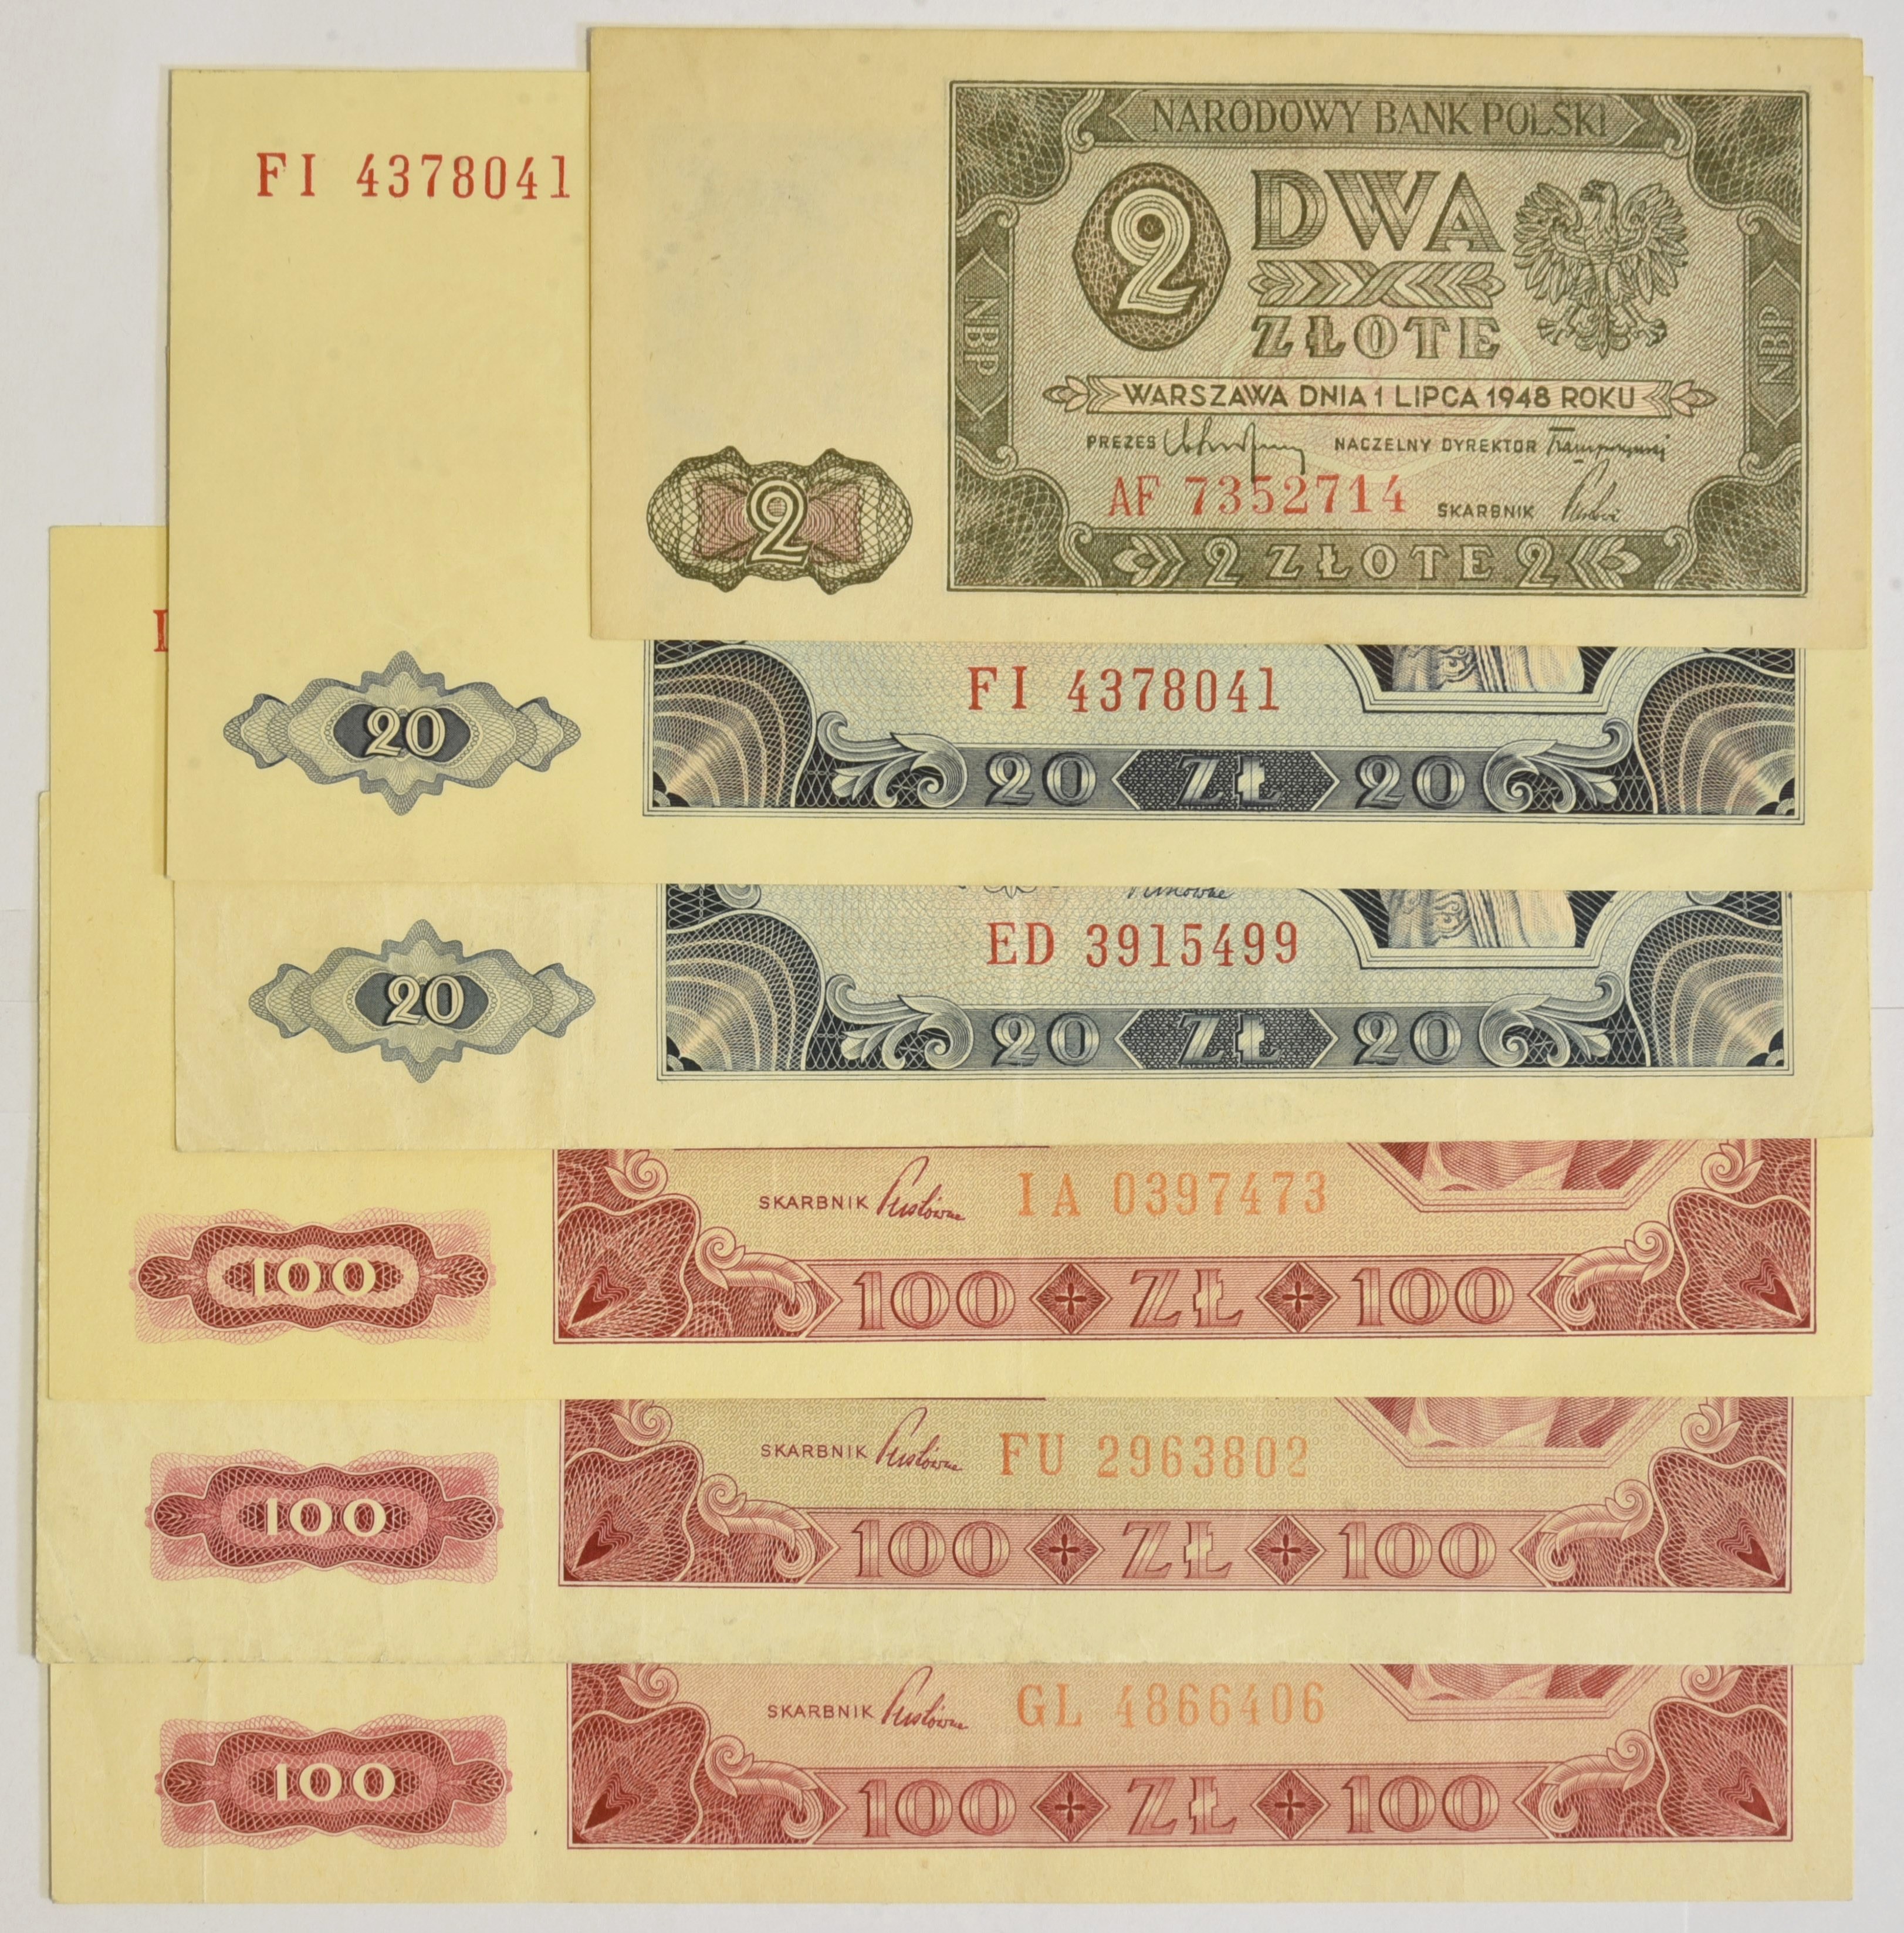 FI 4378041
NARODOWY BANK POLSKI
2 DWA
ZŁOTE
NBP
NBP
WARSZAWA DNIA 1 LIPCA 1948 ROKU
PREZES NACZELNY DYREKTOR
AF 7352714 SKARBNIK
2
2 ZŁOTE 2
FI 4378041
20
20 ZŁ 20
ED 3915499
20
20 ZŁ 20
SKARBNIK IA 0397473
100
100 ZŁ 100
SKARBNIK FU 2963802
100
100 ZŁ 100
SKARBNIK GL 4866406
100
100 ZŁ 100